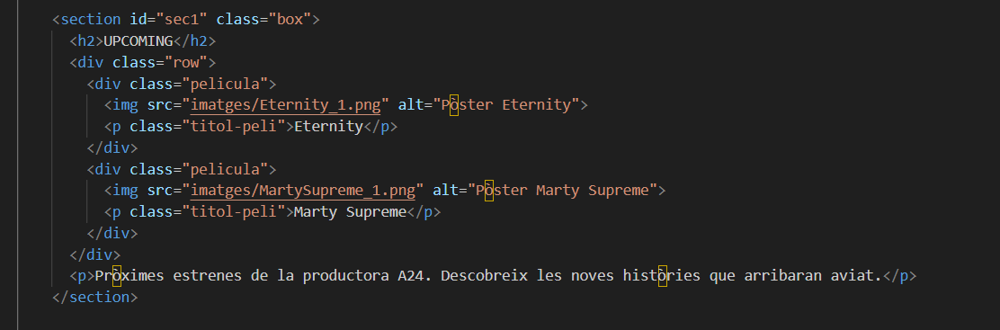 <section id="sec1" class="box">
<h2>UPCOMING</h2>
<div class="row">
<div class="pelicula">
<img src="imatges/Eternity_1.png" alt="Pòster Eternity">
<p class="titol-peli">Eternity</p>
</div>
<div class="pelicula">
<img src="imatges/MartySupreme_1.png" alt="Pòster Marty Supreme">
<p class="titol-peli">Marty Supreme</p>
</div>
</div>
<p>Pròximes estrenes de la productora A24. Descobreix les noves històries que arribaran aviat.</p>
</section>